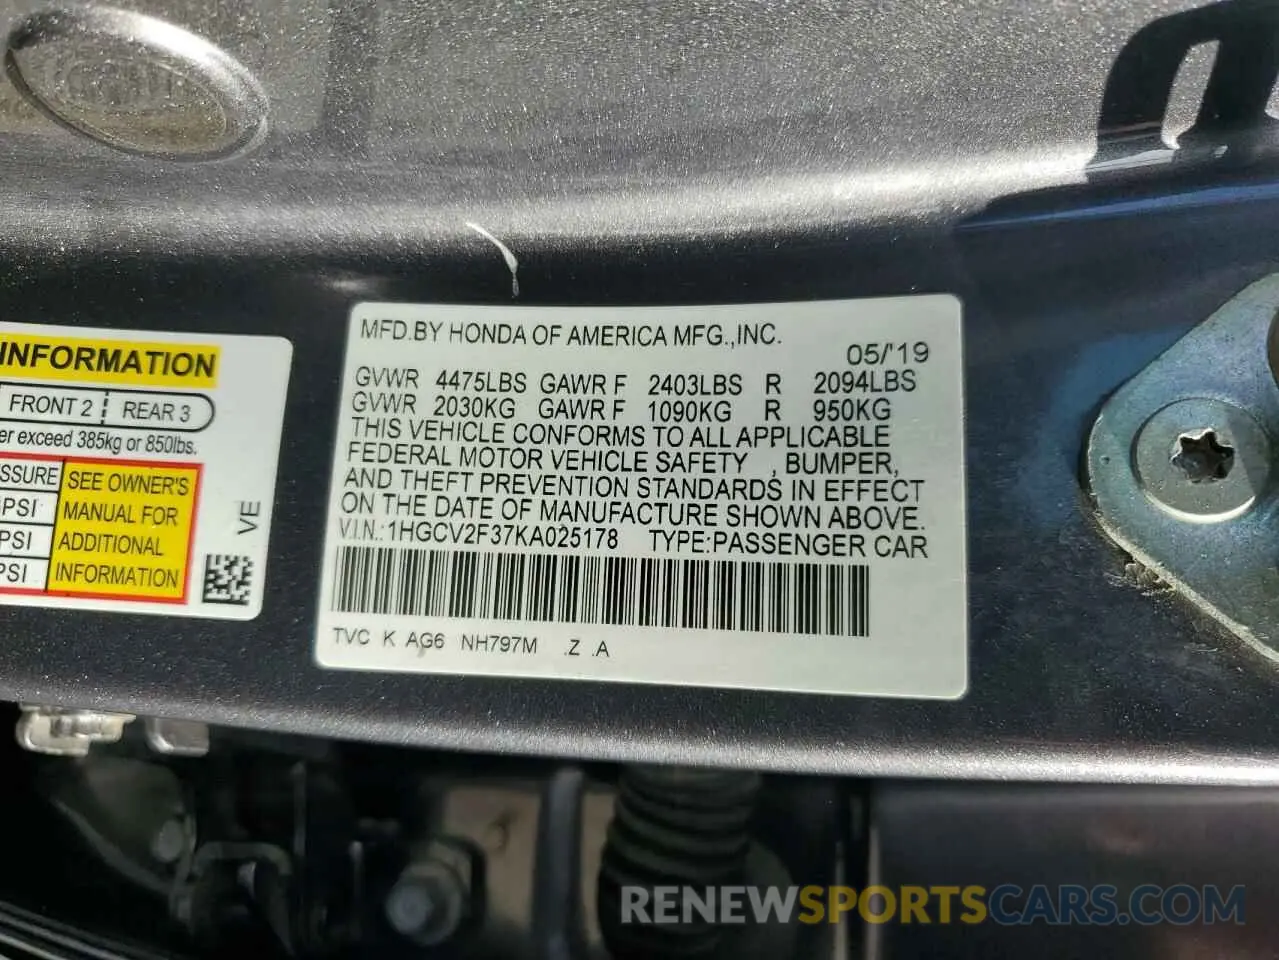 INFORMATION
FRONT 2 REAR 3
er exceed 385kg or 850lbs.
SEE OWNER'S
MANUAL FOR
ADDITIONAL
INFORMATION
PSI
PSI
PSI
VE
MFD.BY HONDA OF AMERICA MFG.,INC.
05/'19
GVWR 4475LBS GAWR F 2403LBS R 2094LBS
GVWR 2030KG GAWR F 1090KG R 950KG
THIS VEHICLE CONFORMS TO ALL APPLICABLE
FEDERAL MOTOR VEHICLE SAFETY , BUMPER,
AND THEFT PREVENTION STANDARDS IN EFFECT
ON THE DATE OF MANUFACTURE SHOWN ABOVE.
V.I.N.:1HGCV2F37KA025178 TYPE:PASSENGER CAR
TVC K AG6 NH797M .Z .A
RENEWSPORTSCARS.COM